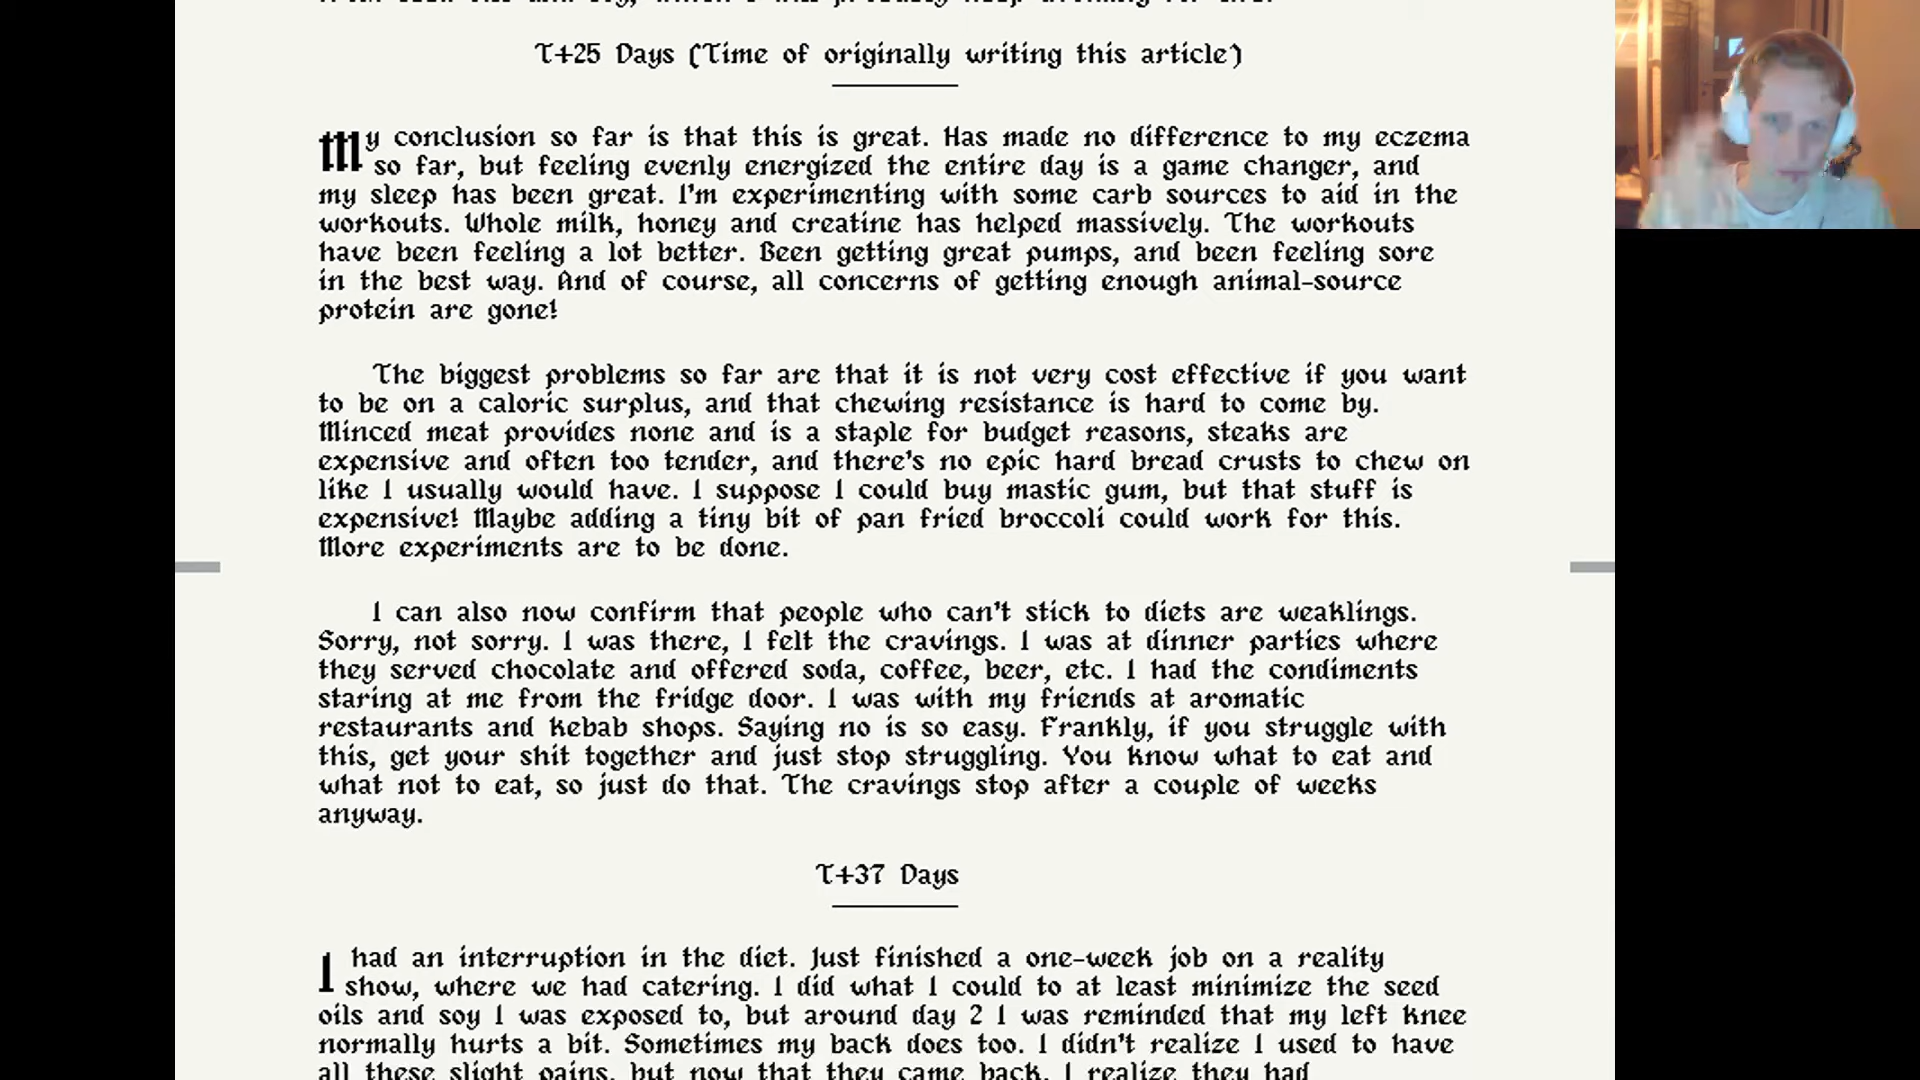 T+25 Days (Time of originally writing this article)
My conclusion so far is that this is great. Has made no difference to my eczema
so far, but feeling evenly energized the entire day is a game changer, and
my sleep has been great. I'm experimenting with some carb sources to aid in the
workouts. Whole milk, honey and creatine has helped massively. The workouts
have been feeling a lot better. Been getting great pumps, and been feeling sore
in the best way. And of course, all concerns of getting enough animal-source
protein are gone!
The biggest problems so far are that it is not very cost effective if you want
to be on a caloric surplus, and that chewing resistance is hard to come by.
Minced meat provides none and is a staple for budget reasons, steaks are
expensive and often too tender, and there's no epic hard bread crusts to chew on
like I usually would have. I suppose I could buy mastic gum, but that stuff is
expensive! Maybe adding a tiny bit of pan fried broccoli could work for this.
More experiments are to be done.
I can also now confirm that people who can't stick to diets are weaklings.
Sorry, not sorry. I was there, I felt the cravings. I was at dinner parties where
they served chocolate and offered soda, coffee, beer, etc. I had the condiments
staring at me from the fridge door. I was with my friends at aromatic
restaurants and kebab shops. Saying no is so easy. Frankly, if you struggle with
this, get your shit together and just stop struggling. You know what to eat and
what not to eat, so just do that. The cravings stop after a couple of weeks
anyway.
T+37 Days
I had an interruption in the diet. Just finished a one-week job on a reality
show, where we had catering. I did what I could to at least minimize the seed
oils and soy I was exposed to, but around day 2 I was reminded that my left knee
normally hurts a bit. Sometimes my back does too. I didn't realize I used to have
all these slight pains, but now that they came back, I realize they had